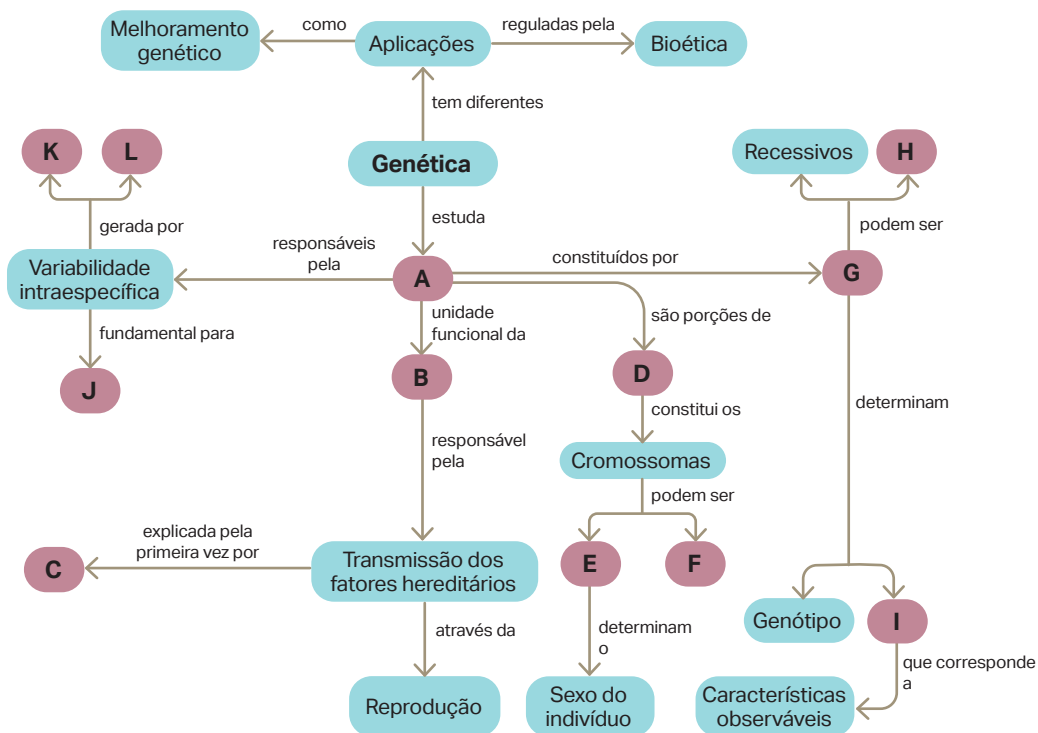 Melhoramento
genético
como
Aplicações
reguladas pela
Bioética
tem diferentes
K
L
Genética
Recessivos
H
gerada por
estuda
podem ser
Variabilidade
intraespecífica
responsáveis
pela
A
constituídos por
G
fundamental para
unidade
funcional da
são porções de
J
B
D
determinam
constitui os
responsável
pela
Cromossomas
podem ser
C
explicada pela
primeira vez por
Transmissão dos
fatores hereditários
E
F
através da
determinam
o
Genótipo
I
que corresponde
a
Reprodução
Sexo do
indivíduo
Características
observáveis